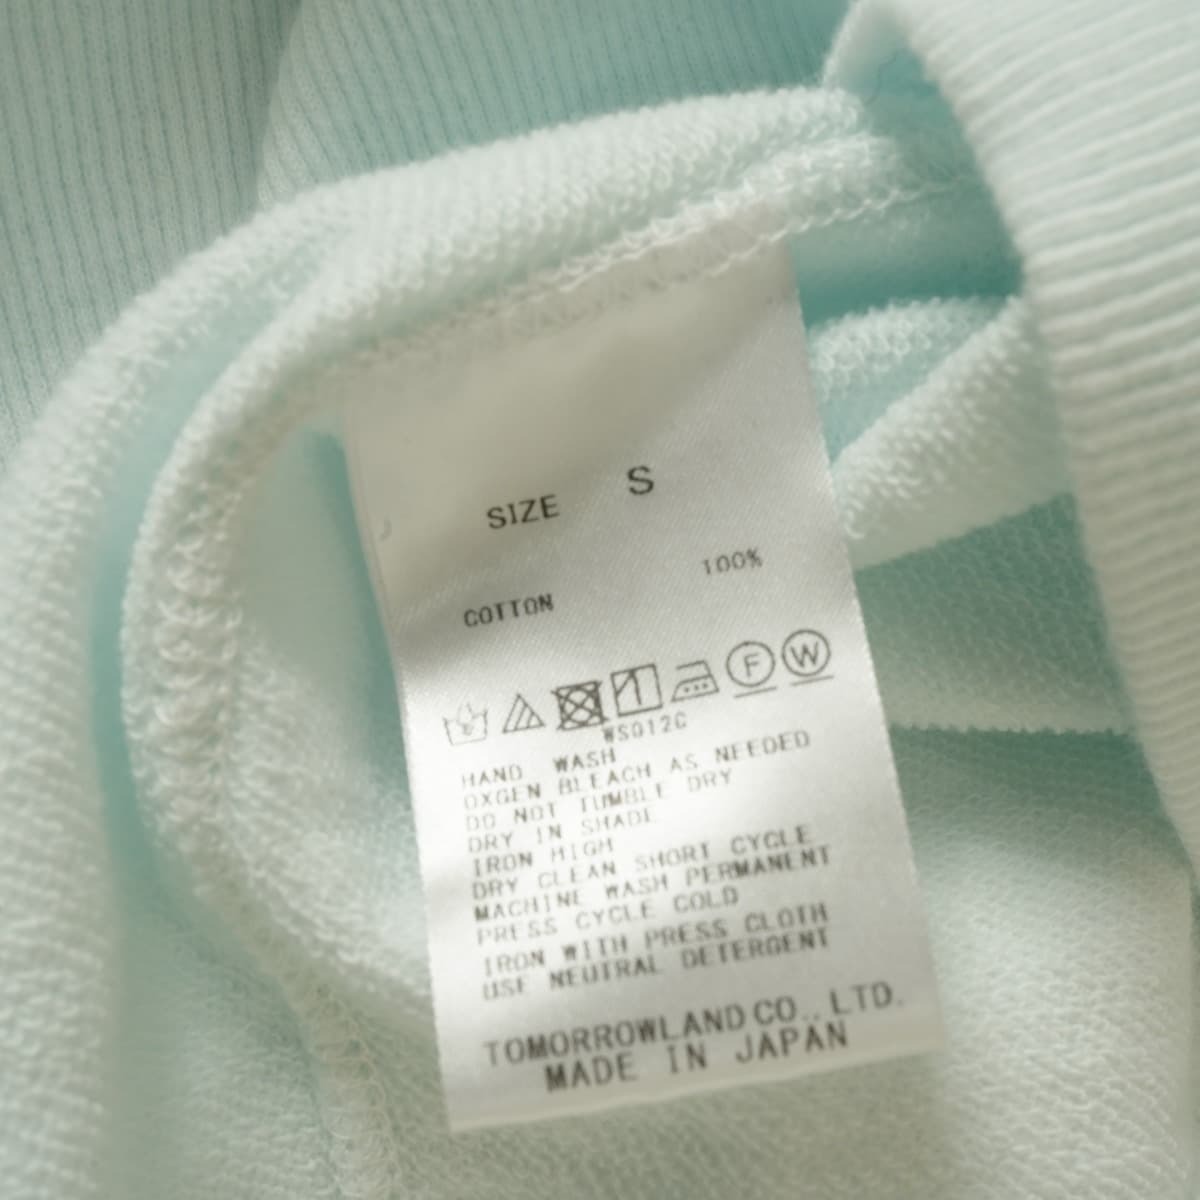 SIZE S
COTTON 100%
F W
WS012C
HAND WASH
OXGEN BLEACH AS NEEDED
DO NOT TUMBLE DRY
DRY IN SHADE
IRON HIGH
DRY CLEAN SHORT CYCLE
MACHINE WASH PERMANENT
PRESS CYCLE COLD
IRON WITH PRESS CLOTH
USE NEUTRAL DETERGENT
TOMORROWLAND CO., LTD.
MADE IN JAPAN